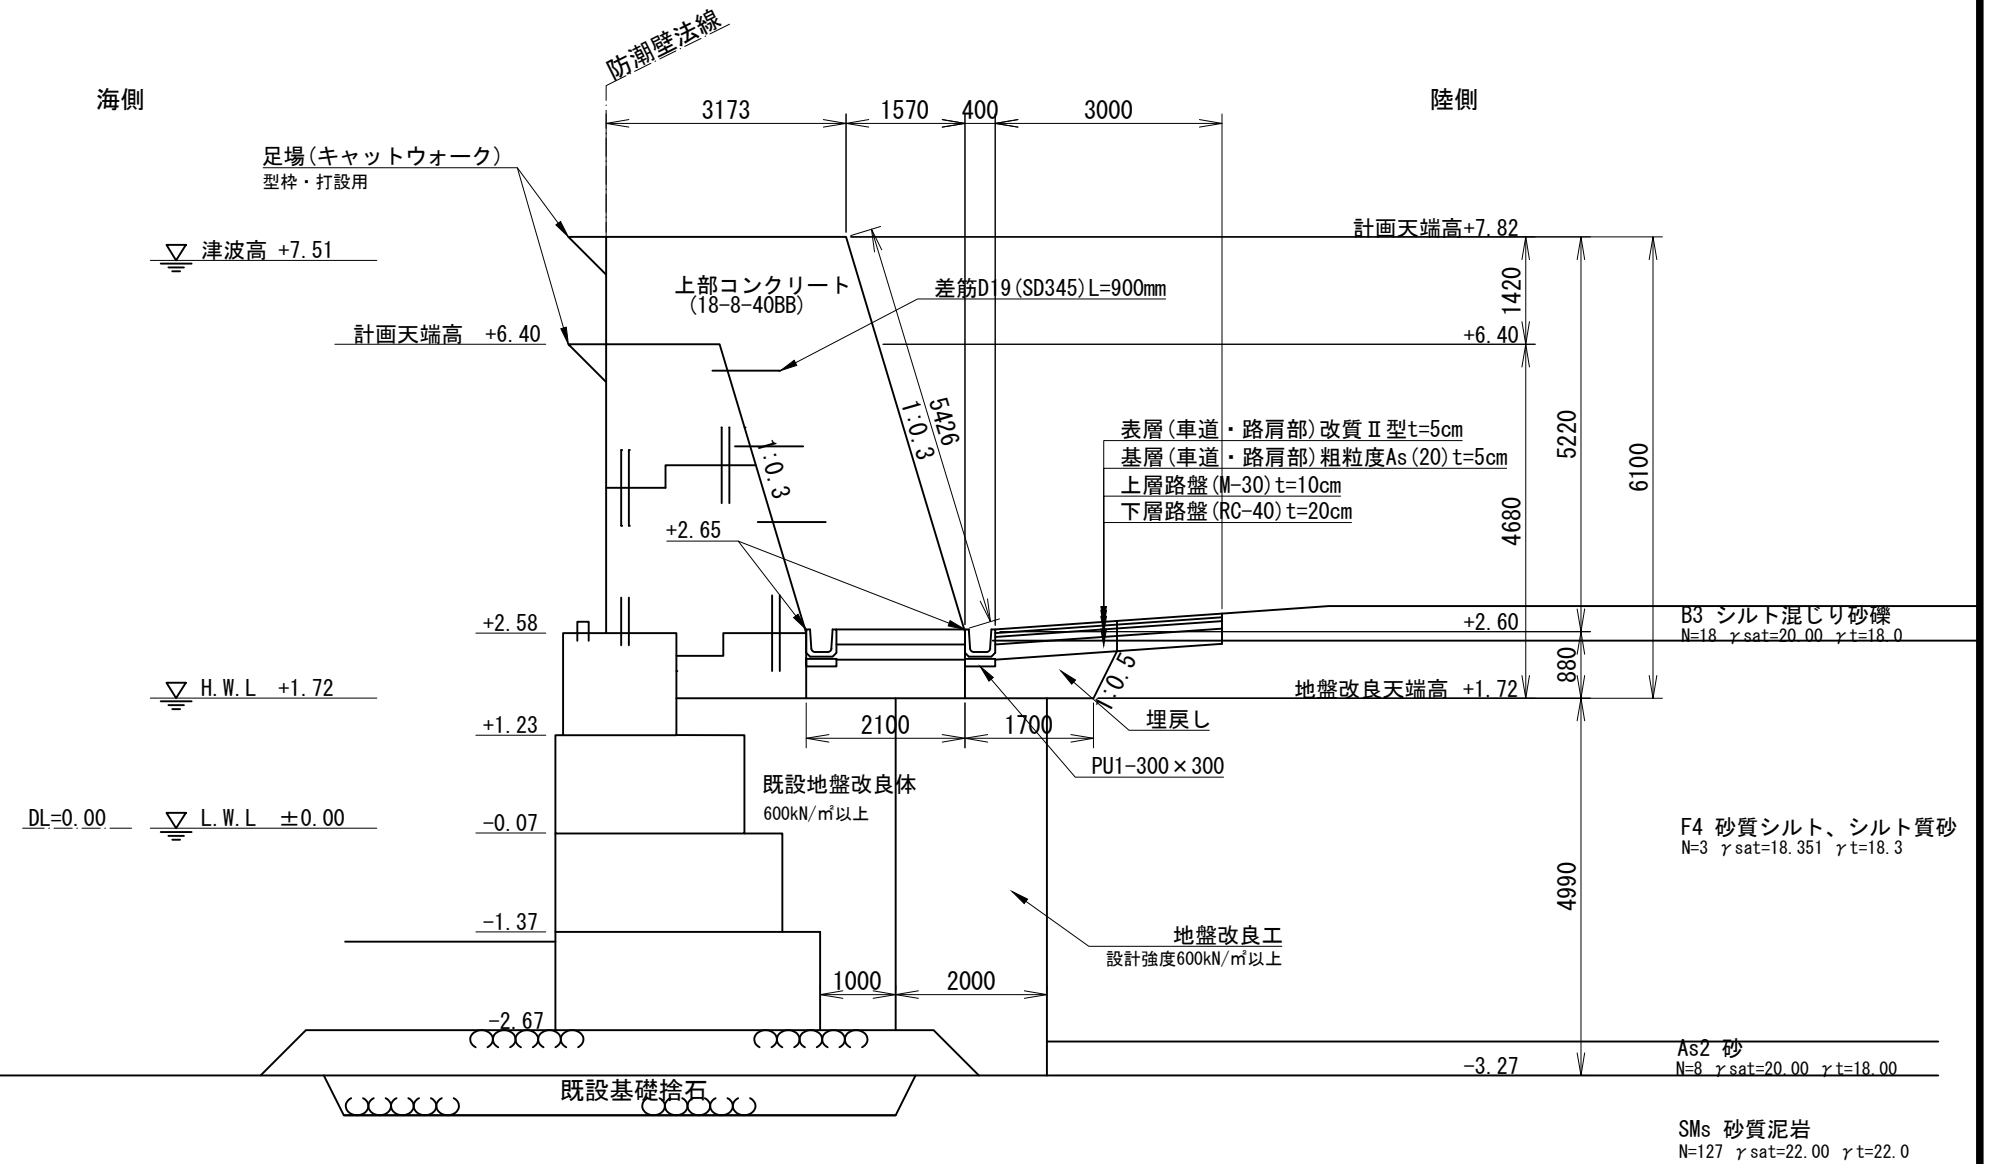 防潮壁法線
海側
陸側
3173
1570
400
3000
足場(キャットウォーク)
型枠・打設用
計画天端高+7.82
津波高 +7.51
上部コンクリート
(18-8-40BB)
差筋D19(SD345)L=900mm
1420
計画天端高 +6.40
+6.40
5426
1:0.3
1:0.3
表層(車道・路肩部)改質Ⅱ型t=5cm
基層(車道・路肩部)粗粒度As(20)t=5cm
上層路盤(M-30)t=10cm
下層路盤(RC-40)t=20cm
5220
6100
4680
+2.65
+2.58
+2.60
B3 シルト混じり砂礫
N=18 γsat=20.00 γt=18.0
880
1:0.5
H.W.L +1.72
地盤改良天端高 +1.72
+1.23
2100
1700
埋戻し
PU1-300×300
既設地盤改良体
600kN/㎡以上
DL=0.00
L.W.L ±0.00
-0.07
F4 砂質シルト、シルト質砂
N=3 γsat=18.351 γt=18.3
4990
-1.37
地盤改良工
設計強度600kN/㎡以上
1000
2000
-2.67
As2 砂
N=8 γsat=20.00 γt=18.00
-3.27
既設基礎捨石
SMs 砂質泥岩
N=127 γsat=22.00 γt=22.0